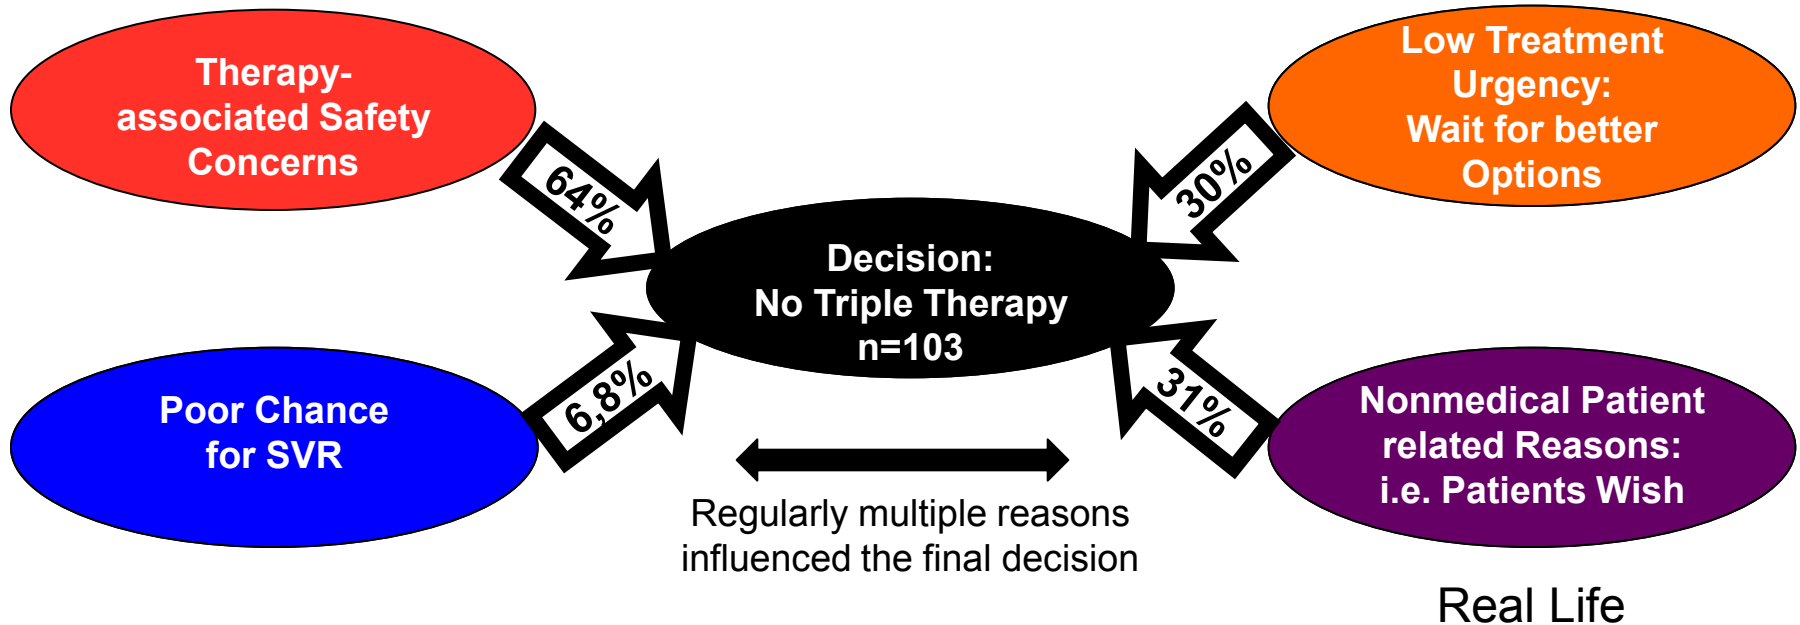 Therapy-
associated Safety
Concerns
64%
Low Treatment
Urgency:
Wait for better
Options
30%
Decision:
No Triple Therapy
n=103
Poor Chance
for SVR
6,8%
Nonmedical Patient
related Reasons:
i.e. Patients Wish
31%
Regularly multiple reasons
influenced the final decision
Real Life